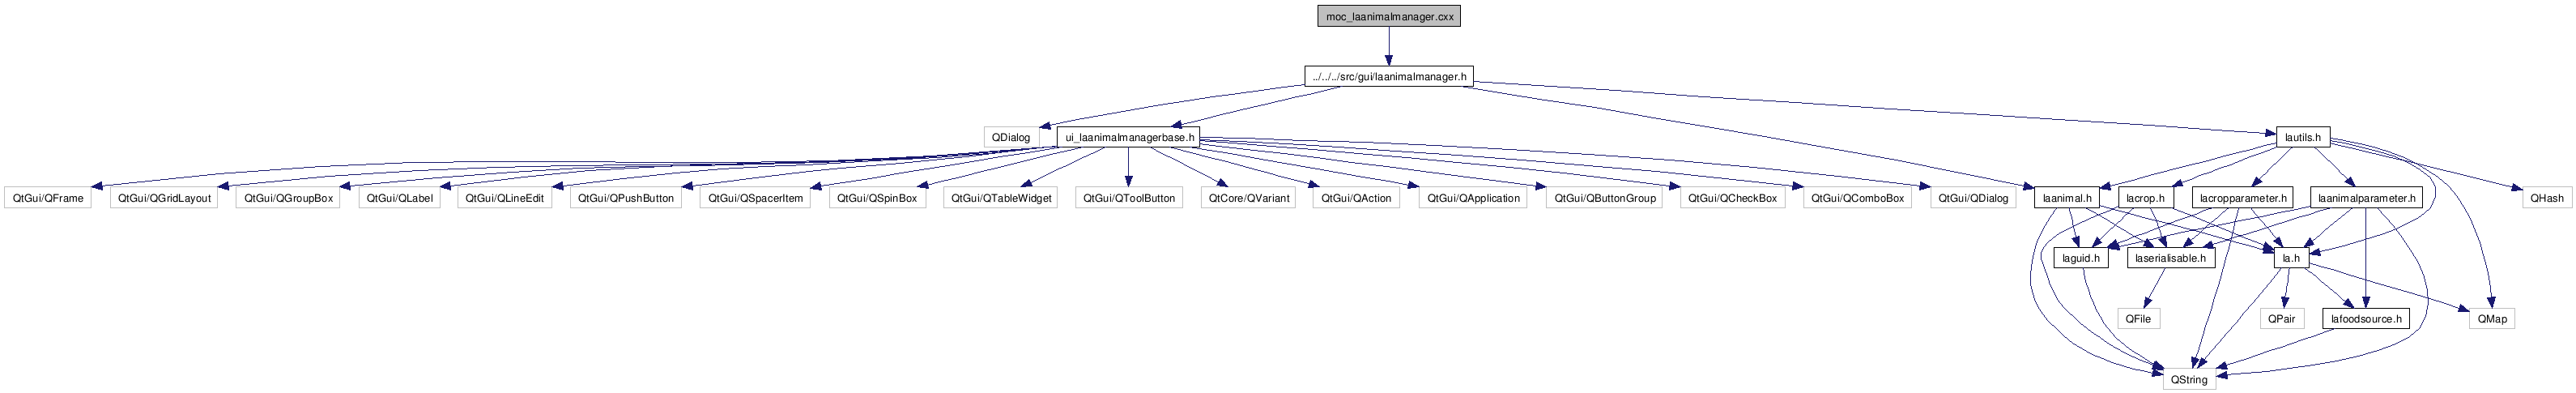 moc_laanimalmanager.cxx
../../../src/gui/laanimalmanager.h
QDialog
ui_laanimalmanagerbase.h
lautils.h
QtGui/QFrame
QtGui/QGridLayout
QtGui/QGroupBox
QtGui/QLabel
QtGui/QLineEdit
QtGui/QPushButton
QtGui/QSpacerItem
QtGui/QSpinBox
QtGui/QTableWidget
QtGui/QToolButton
QtCore/QVariant
QtGui/QAction
QtGui/QApplication
QtGui/QButtonGroup
QtGui/QCheckBox
QtGui/QComboBox
QtGui/QDialog
laanimal.h
lacrop.h
lacropparameter.h
laanimalparameter.h
QHash
laguid.h
laserialisable.h
la.h
QFile
QPair
lafoodsource.h
QMap
QString